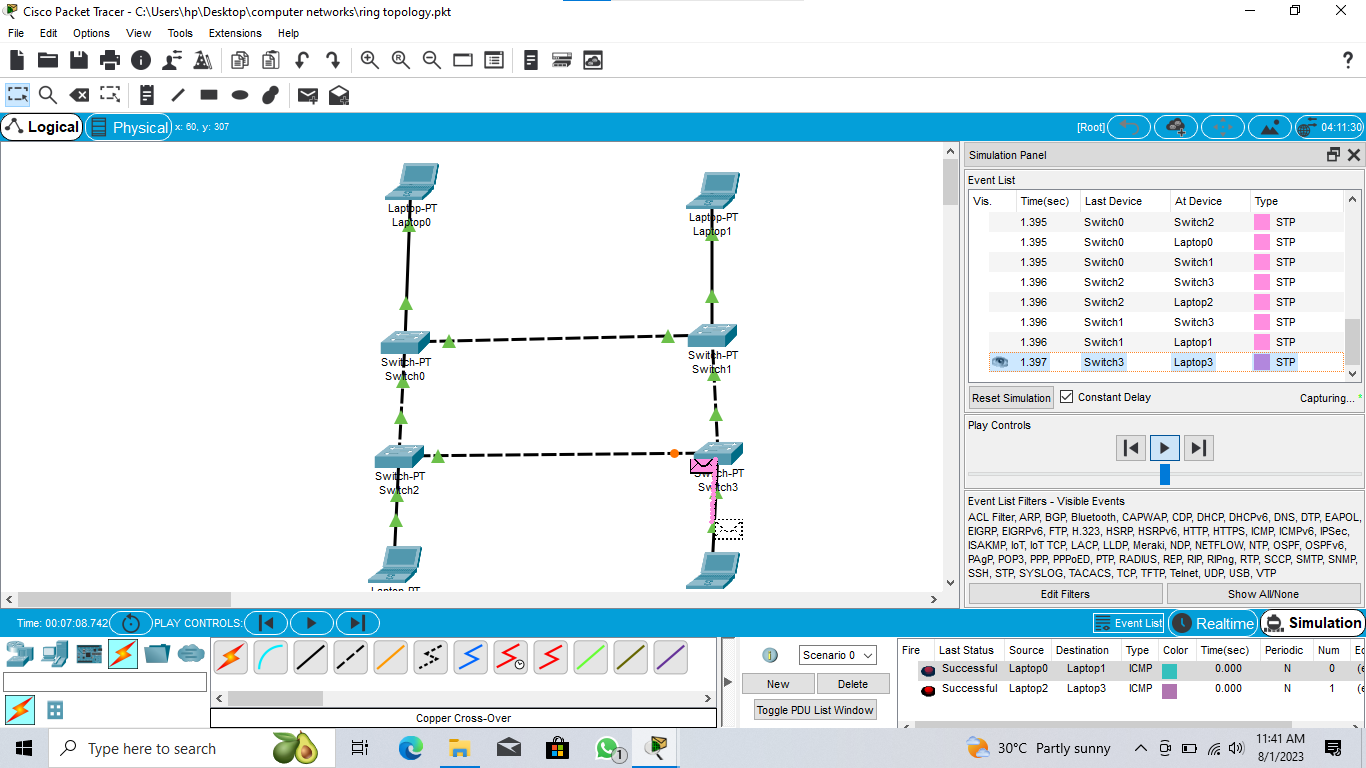 Cisco Packet Tracer - C:\Users\hp\Desktop\computer networks\ring topology.pkt
File Edit Options View Tools Extensions Help
Logical Physical x: 60, y: 307 [Root] 04:11:30
Laptop-PT
Laptop0
Laptop-PT
Laptop1
Switch-PT
Switch0
Switch-PT
Switch1
Switch-PT
Switch2
Switch-PT
Switch3
Laptop-PT
Simulation Panel
Event List
Vis. Time(sec) Last Device At Device Type
1.395 Switch0 Switch2 STP
1.395 Switch0 Laptop0 STP
1.395 Switch0 Switch1 STP
1.396 Switch2 Switch3 STP
1.396 Switch2 Laptop2 STP
1.396 Switch1 Switch3 STP
1.396 Switch1 Laptop1 STP
1.397 Switch3 Laptop3 STP
Reset Simulation Constant Delay Capturing... *
Play Controls
Event List Filters - Visible Events
ACL Filter, ARP, BGP, Bluetooth, CAPWAP, CDP, DHCP, DHCPv6, DNS, DTP, EAPOL,
EIGRP, EIGRPv6, FTP, H.323, HSRP, HSRPv6, HTTP, HTTPS, ICMP, ICMPv6, IPSec,
ISAKMP, IoT, IoT TCP, LACP, LLDP, Meraki, NDP, NETFLOW, NTP, OSPF, OSPFv6,
PAgP, POP3, PPP, PPPoED, PTP, RADIUS, REP, RIP, RIPng, RTP, SCCP, SMTP, SNMP,
SSH, STP, SYSLOG, TACACS, TCP, TFTP, Telnet, UDP, USB, VTP
Edit Filters Show All/None
Time: 00:07:08.742 PLAY CONTROLS: Event List Realtime Simulation
Scenario 0
New Delete
Toggle PDU List Window
Copper Cross-Over
Fire Last Status Source Destination Type Color Time(sec) Periodic Num Ec
Successful Laptop0 Laptop1 ICMP 0.000 N 0 (e
Successful Laptop2 Laptop3 ICMP 0.000 N 1 (e
Type here to search
1
30°C Partly sunny
11:41 AM
8/1/2023